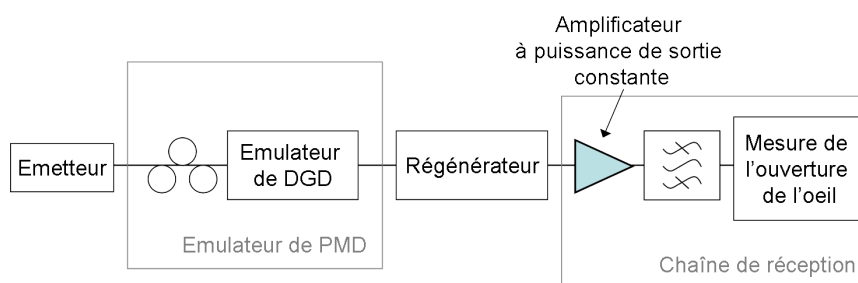 Amplificateur
à puissance de sortie
constante
Emetteur
Emulateur
de DGD
Emulateur de PMD
Régénérateur
Mesure de
l'ouverture
de l'oeil
Chaîne de réception